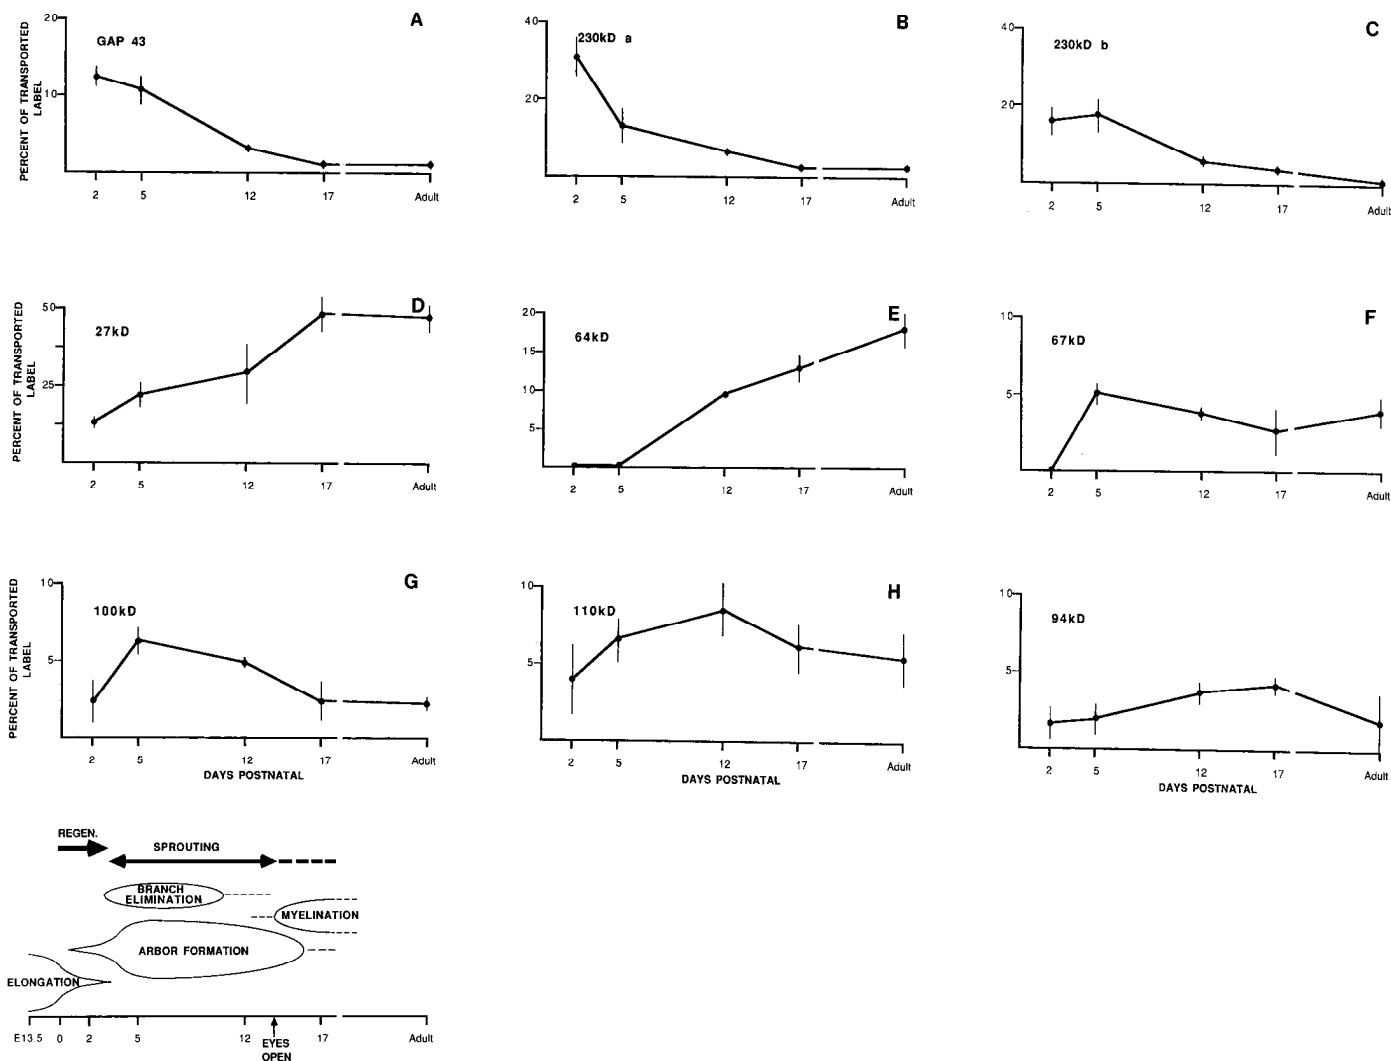 A
20
10
PERCENT OF TRANSPORTED
LABEL
GAP 43
2 5 12 17 Adult
B
40
20
230kD a
2 5 12 17 Adult
C
40
20
230kD b
2 5 12 17 Adult
D
50
25
PERCENT OF TRANSPORTED
LABEL
27kD
2 5 12 17 Adult
E
20
15
10
5
64kD
2 5 12 17 Adult
F
10
5
67kD
2 5 12 17 Adult
G
10
5
PERCENT OF TRANSPORTED
LABEL
100kD
2 5 12 17 Adult
DAYS POSTNATAL
H
10
5
110kD
2 5 12 17 Adult
DAYS POSTNATAL
10
5
94kD
2 5 12 17 Adult
DAYS POSTNATAL
REGEN.
SPROUTING
BRANCH
ELIMINATION
MYELINATION
ARBOR FORMATION
ELONGATION
E13.5 0 2 5 12 17 Adult
EYES
OPEN